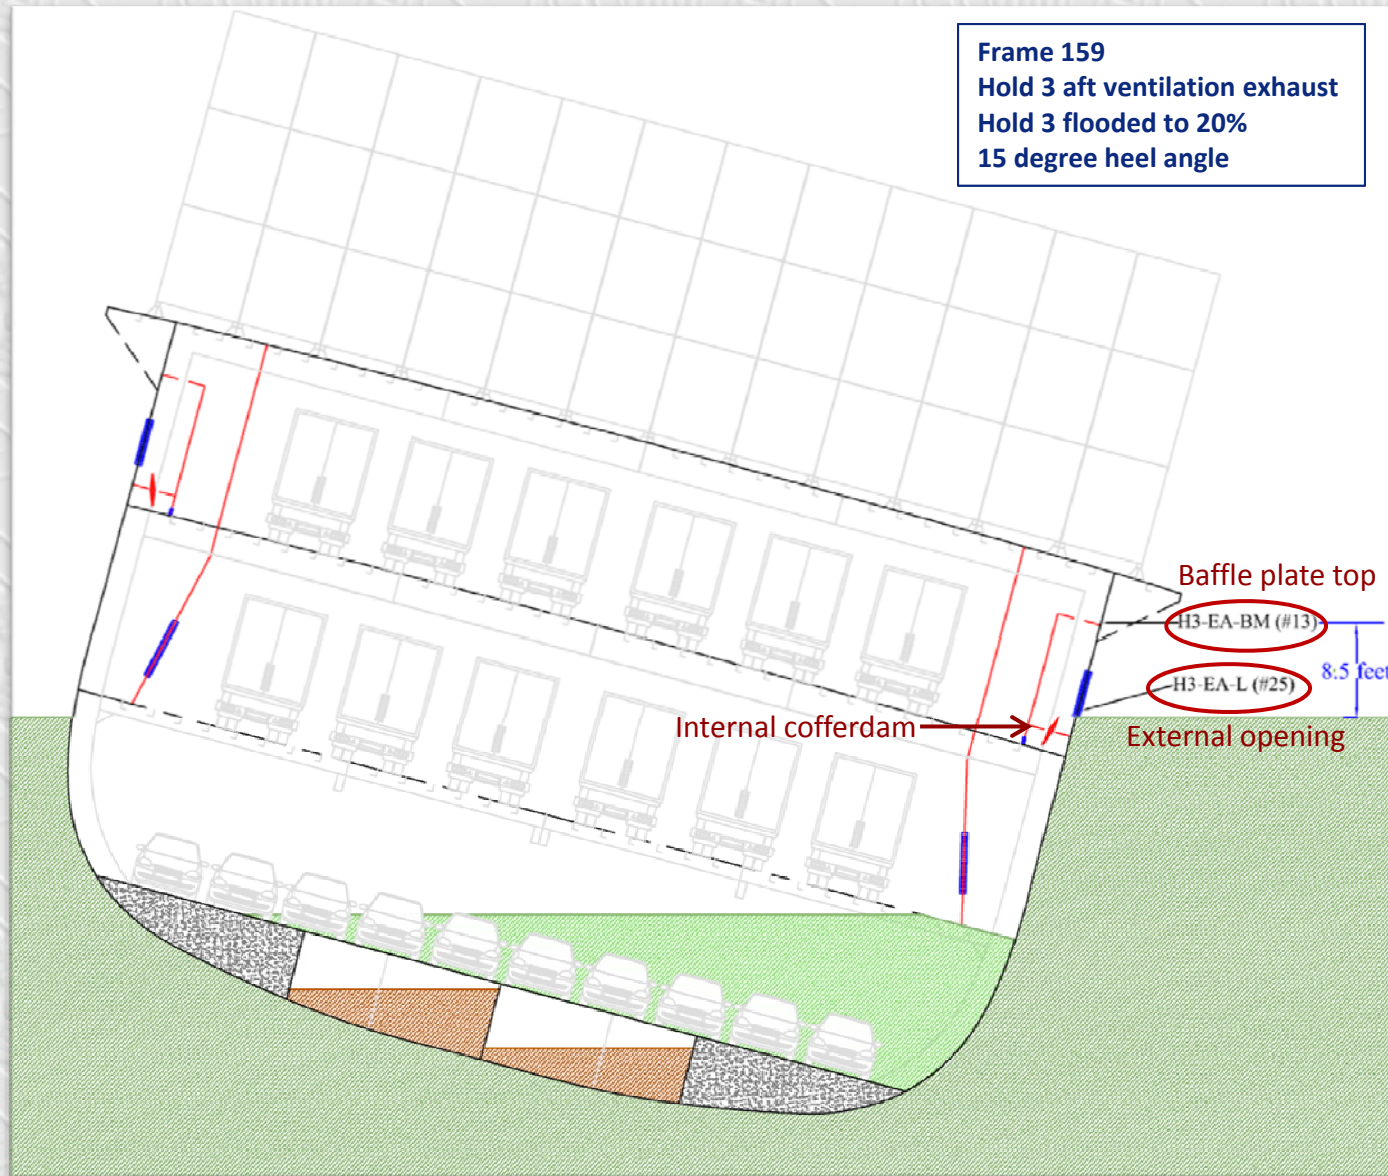 Frame 159
Hold 3 aft ventilation exhaust
Hold 3 flooded to 20%
15 degree heel angle
Baffle plate top
H3-EA-BM (#13)
8:5 feet
H3-EA-L (#25)
Internal cofferdam
External opening